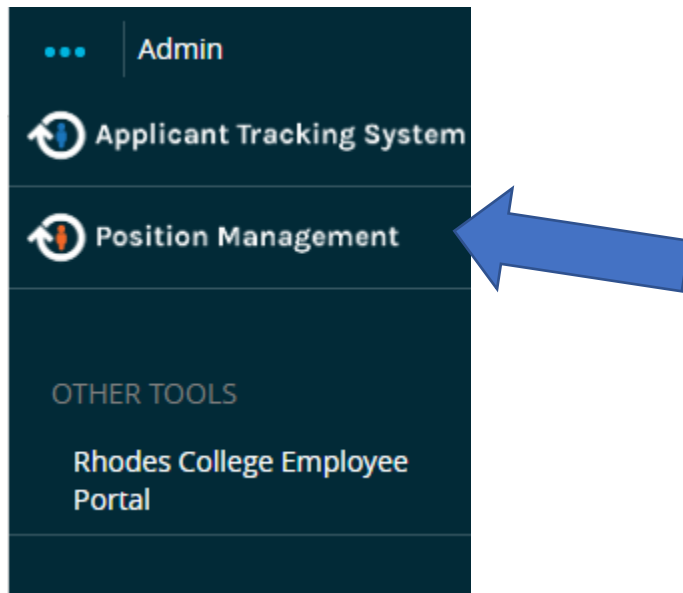 Admin
Applicant Tracking System
Position Management
OTHER TOOLS
Rhodes College Employee
Portal